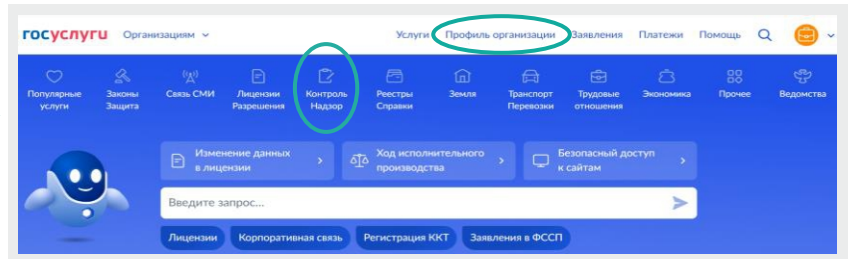 госуслуги Организациям Услуги Профиль организации Заявления Платежи Помощь
Популярные услуги
Законы Защита
Связь СМИ
Лицензии Разрешения
Контроль Надзор
Реестры Справки
Земля
Транспорт Перевозки
Трудовые отношения
Экономика
Прочее
Ведомства
Изменение данных
в лицензии
Ход исполнительного
производства
Безопасный доступ
к сайтам
Введите запрос...
Лицензии Корпоративная связь Регистрация ККТ Заявления в ФССП